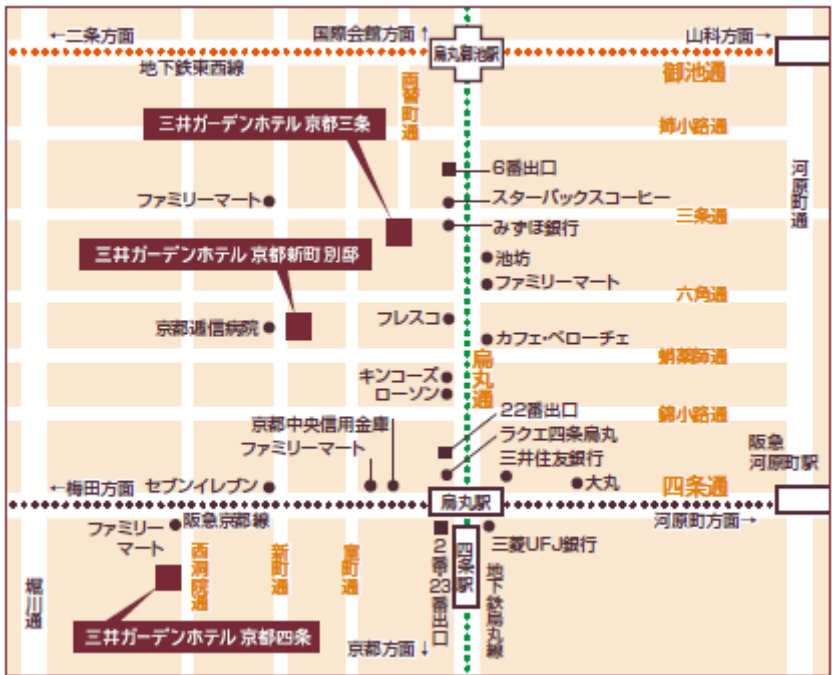 ←二条方面
国際会館方面↑
烏丸御池駅
山科方面→
地下鉄東西線
御池通
両替町通
三井ガーデンホテル 京都三条
姉小路通
6番出口
河原町通
ファミリーマート
スターバックスコーヒー
三条通
みずほ銀行
三井ガーデンホテル 京都新町 別邸
池坊
ファミリーマート
六角通
京都逓信病院
フレスコ
カフェ・ベローチェ
烏丸通
蛸薬師通
キンコーズ
ローソン
22番出口
錦小路通
京都中央信用金庫
ラクエ四条烏丸
ファミリーマート
三井住友銀行
阪急
河原町駅
←梅田方面
セブンイレブン
大丸
四条通
烏丸駅
ファミリー
マート
阪急京都線
河原町方面→
三菱UFJ銀行
2番・23番出口
四条駅
地下鉄烏丸線
堀川通
西洞院通
新町通
室町通
三井ガーデンホテル 京都四条
京都方面↓